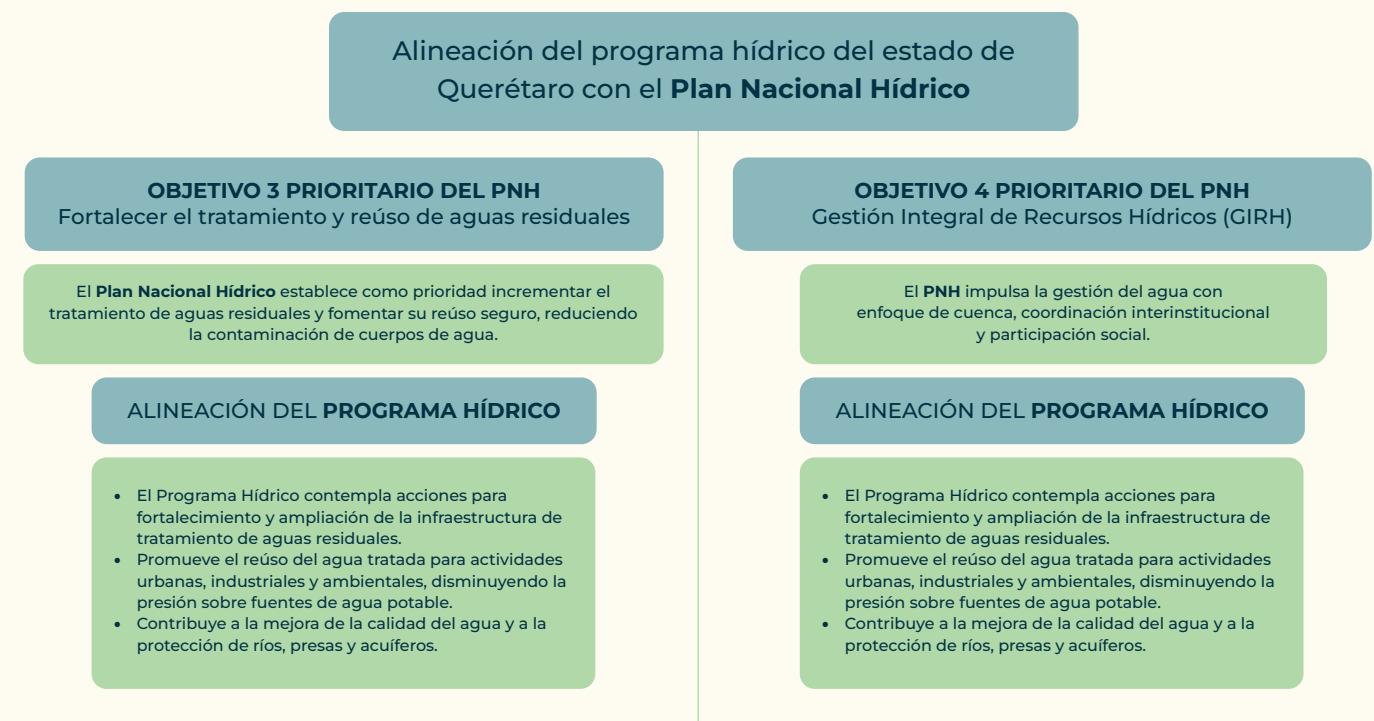 Alineación del programa hídrico del estado de
Querétaro con el Plan Nacional Hídrico
OBJETIVO 3 PRIORITARIO DEL PNH
Fortalecer el tratamiento y reúso de aguas residuales
El Plan Nacional Hídrico establece como prioridad incrementar el
tratamiento de aguas residuales y fomentar su reúso seguro, reduciendo
la contaminación de cuerpos de agua.
ALINEACIÓN DEL PROGRAMA HÍDRICO
• El Programa Hídrico contempla acciones para
fortalecimiento y ampliación de la infraestructura de
tratamiento de aguas residuales.
• Promueve el reúso del agua tratada para actividades
urbanas, industriales y ambientales, disminuyendo la
presión sobre fuentes de agua potable.
• Contribuye a la mejora de la calidad del agua y a la
protección de ríos, presas y acuíferos.
OBJETIVO 4 PRIORITARIO DEL PNH
Gestión Integral de Recursos Hídricos (GIRH)
El PNH impulsa la gestión del agua con
enfoque de cuenca, coordinación interinstitucional
y participación social.
ALINEACIÓN DEL PROGRAMA HÍDRICO
• El Programa Hídrico contempla acciones para
fortalecimiento y ampliación de la infraestructura de
tratamiento de aguas residuales.
• Promueve el reúso del agua tratada para actividades
urbanas, industriales y ambientales, disminuyendo la
presión sobre fuentes de agua potable.
• Contribuye a la mejora de la calidad del agua y a la
protección de ríos, presas y acuíferos.